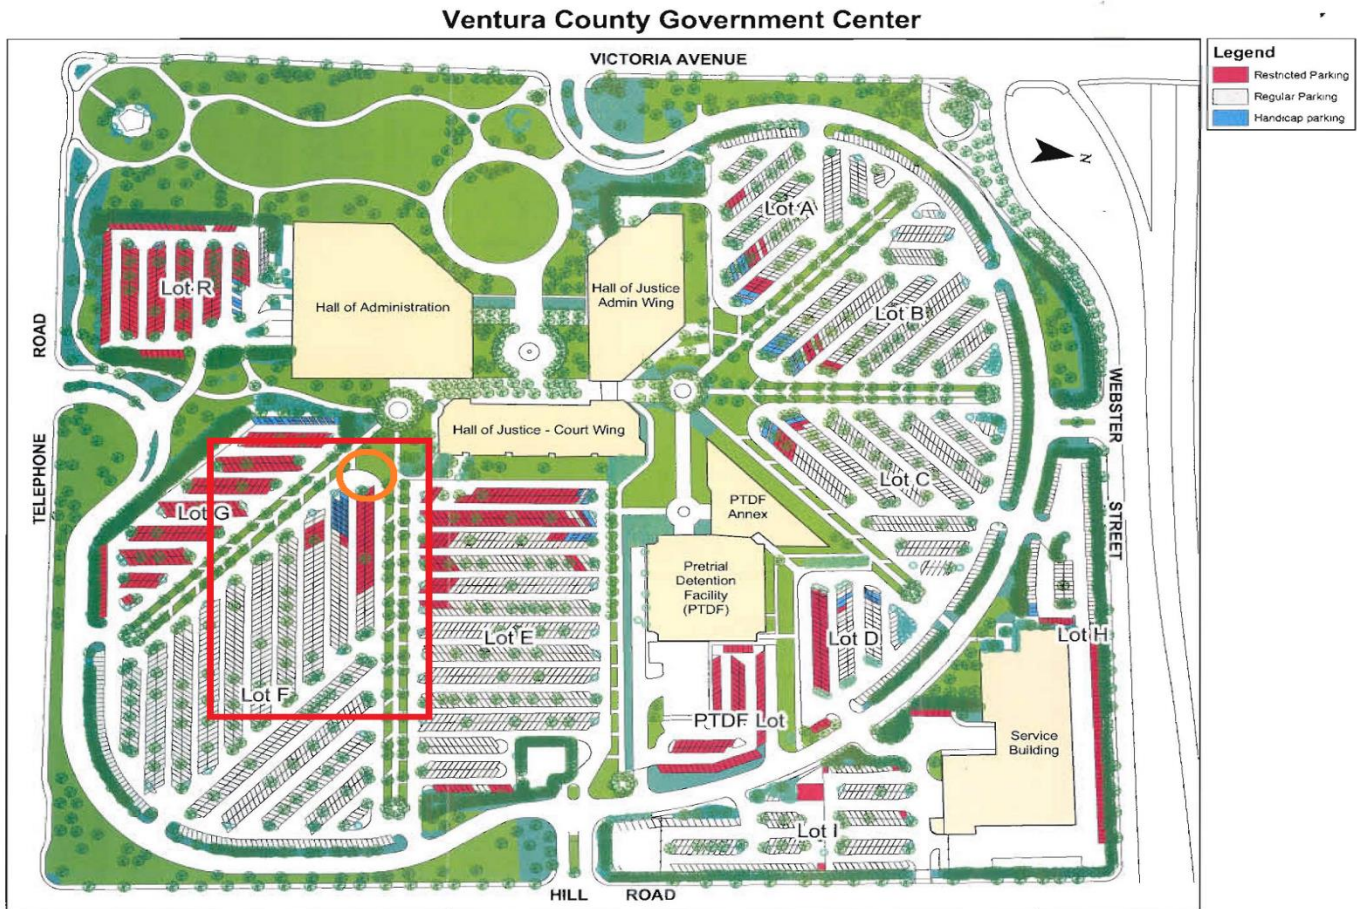 Ventura County Government Center
VICTORIA AVENUE
Legend
Restricted Parking
Regular Parking
Handicap parking
N
Lot A
Lot R
Hall of Administration
Hall of Justice
Admin Wing
Lot B
ROAD
WEBSTER
Hall of Justice - Court Wing
TELEPHONE
Lot G
PTDF
Annex
Lot C
STREET
Pretrial
Detention
Facility
(PTDF)
Lot E
Lot D
Lot H
Lot F
PTDF Lot
Service
Building
Lot I
HILL ROAD